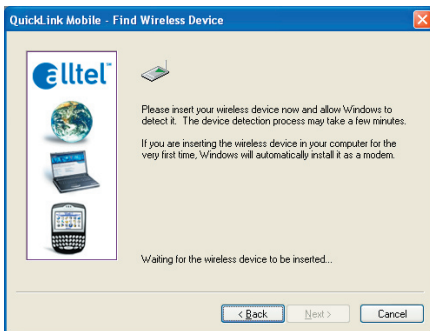 QuickLink Mobile - Find Wireless Device
alltel
Please insert your wireless device now and allow Windows to
detect it. The device detection process may take a few minutes.
If you are inserting the wireless device in your computer for the
very first time, Windows will automatically install it as a modem.
Waiting for the wireless device to be inserted...
< Back Next > Cancel